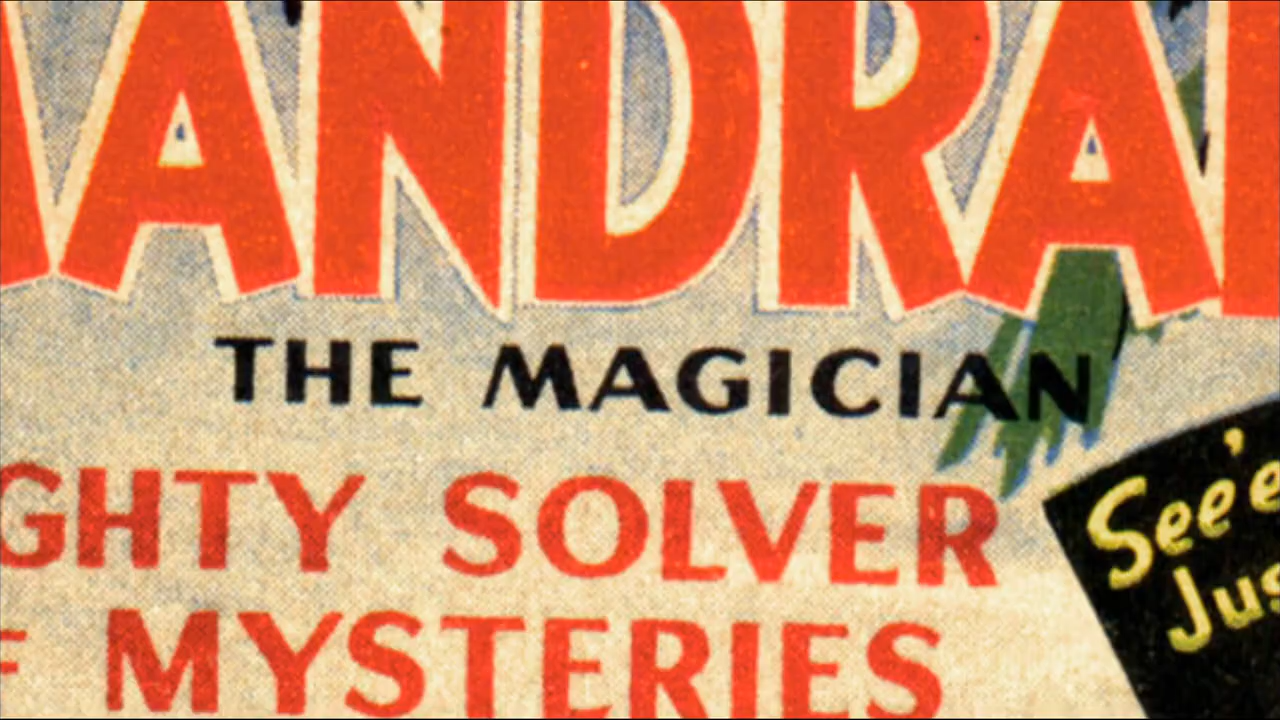 ANDRA
THE MAGICIAN
GHTY SOLVER
F MYSTERIES
See'e
Jus